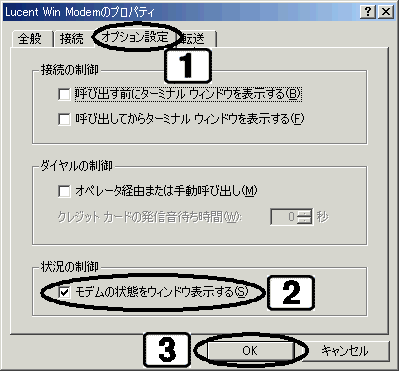 Lucent Win Modemのプロパティ
全般 接続 オプション設定 転送
1
接続の制御
呼び出す前にターミナル ウィンドウを表示する(B)
呼び出してからターミナル ウィンドウを表示する(F)
ダイヤルの制御
オペレータ経由または手動呼び出し(M)
クレジット カードの発信音待ち時間(W): 0 秒
状況の制御
モデムの状態をウィンドウ表示する(S) 2
3 OK キャンセル